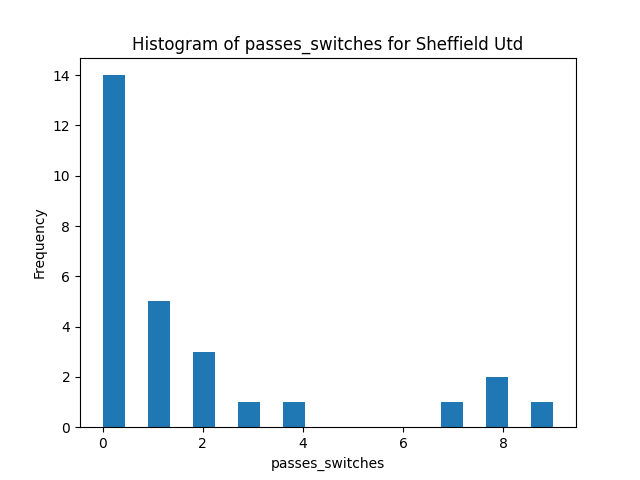 Histogram of passes_switches for Sheffield Utd
14
12
10
8
6
4
2
0
Frequency
0 2 4 6 8
passes_switches